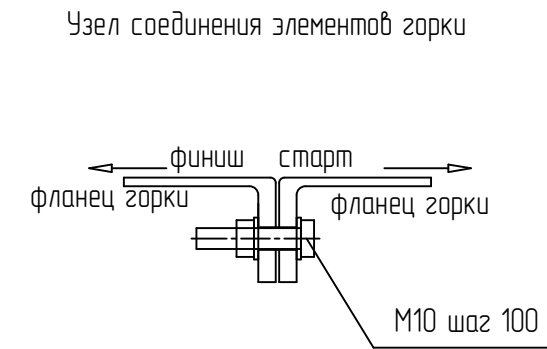 Узел соединения элементов горки
финиш старт
фланец горки фланец горки
М10 шаг 100